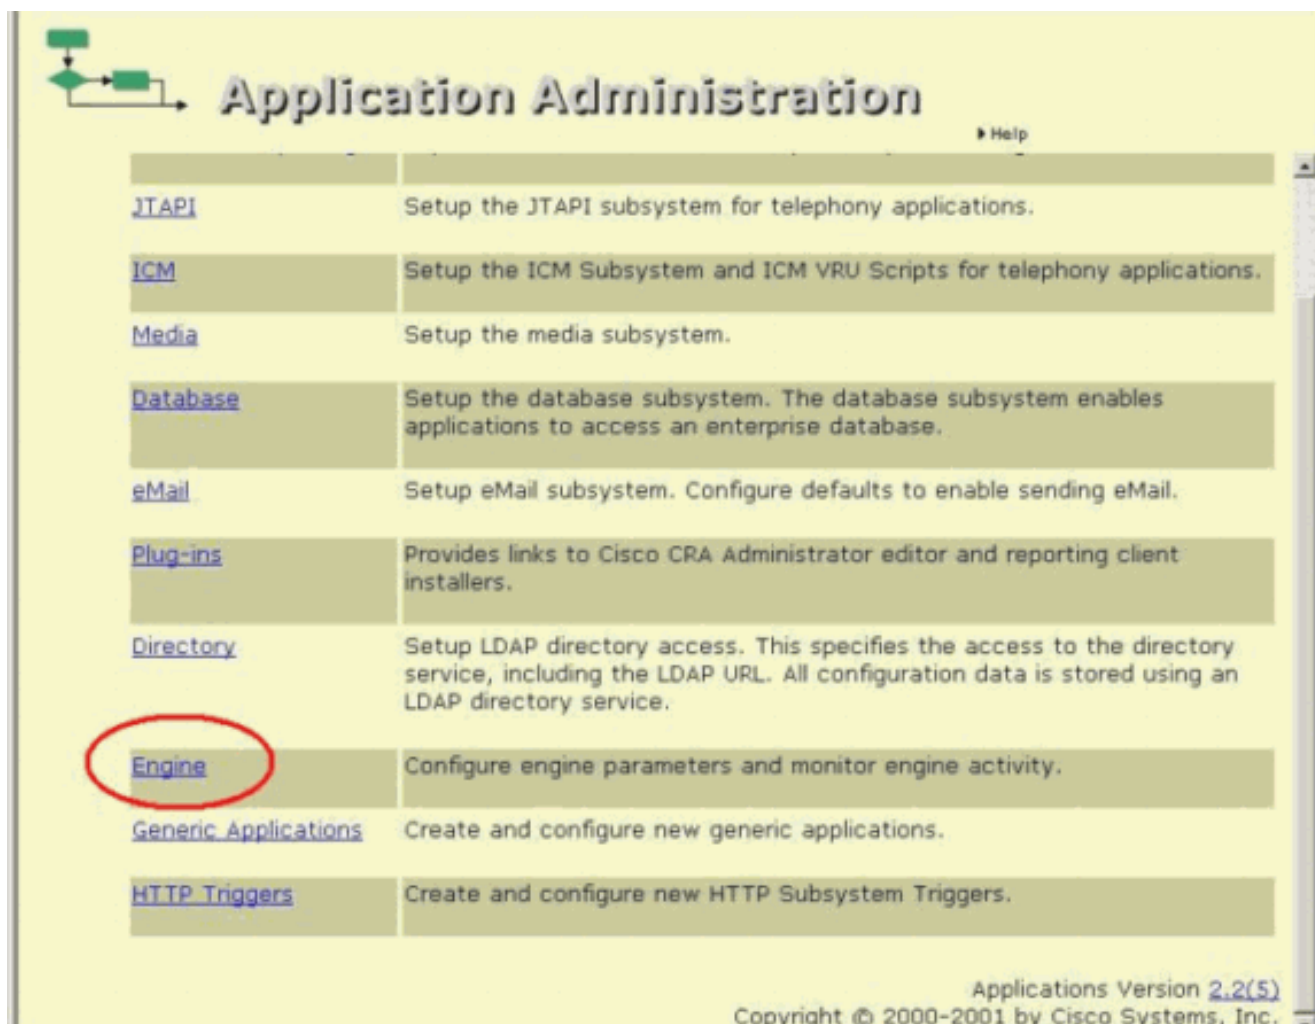 Application Administration
Help
JTAPI
Setup the JTAPI subsystem for telephony applications.
ICM
Setup the ICM Subsystem and ICM VRU Scripts for telephony applications.
Media
Setup the media subsystem.
Database
Setup the database subsystem. The database subsystem enables
applications to access an enterprise database.
eMail
Setup eMail subsystem. Configure defaults to enable sending eMail.
Plug-ins
Provides links to Cisco CRA Administrator editor and reporting client
installers.
Directory
Setup LDAP directory access. This specifies the access to the directory
service, including the LDAP URL. All configuration data is stored using an
LDAP directory service.
Engine
Configure engine parameters and monitor engine activity.
Generic Applications
Create and configure new generic applications.
HTTP Triggers
Create and configure new HTTP Subsystem Triggers.
Applications Version 2.2(5)
Copyright © 2000-2001 by Cisco Systems, Inc.